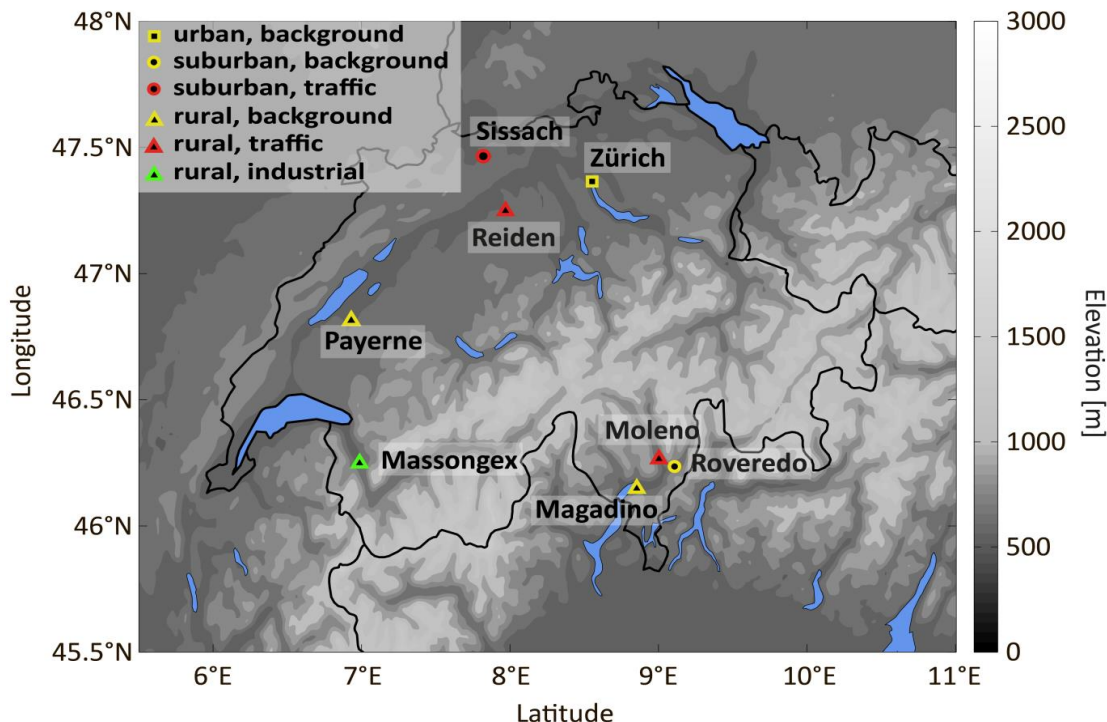 48°N
47.5°N
47°N
46.5°N
46°N
45.5°N
Longitude
urban, background
suburban, background
suburban, traffic
rural, background
rural, traffic
rural, industrial
Sissach
Zürich
Reiden
Payerne
Moleno
Massongex
Roveredo
Magadino
6°E
7°E
8°E
9°E
10°E
11°E
Latitude
3000
2500
2000
1500
1000
500
0
Elevation [m]